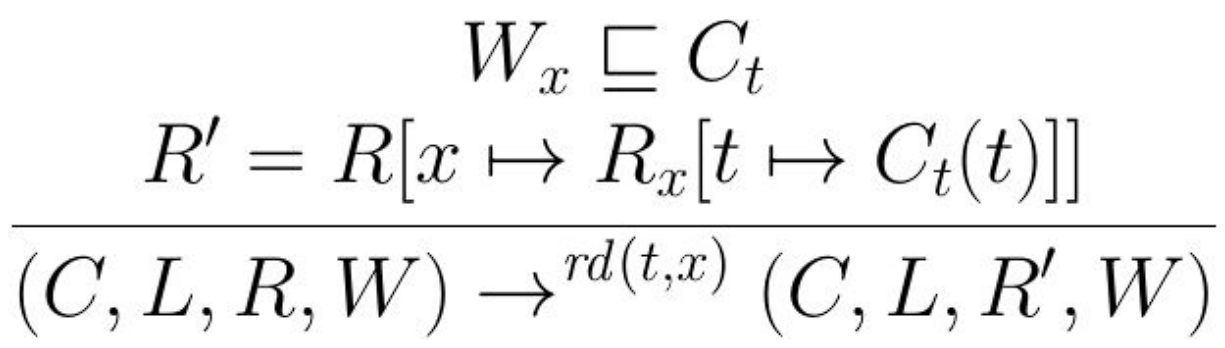 W_x ⊑ C_t
R′ = R[x ↦ R_x[t ↦ C_t(t)]]
(C, L, R, W) →^{rd(t,x)} (C, L, R′, W)